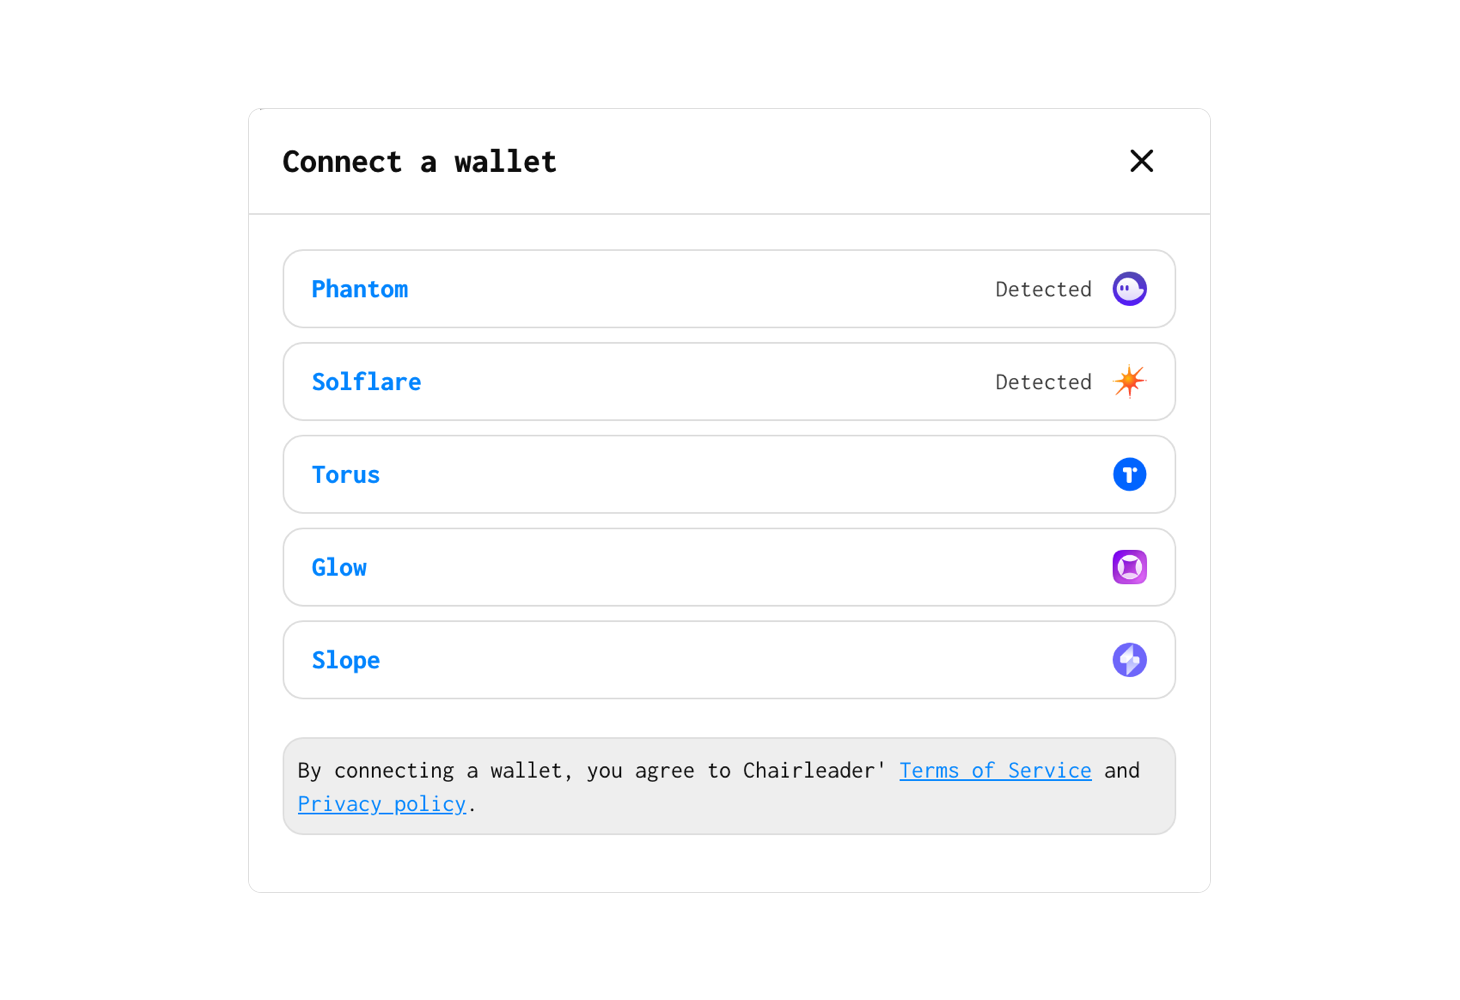 Connect a wallet
Phantom Detected
Solflare Detected
Torus
Glow
Slope
By connecting a wallet, you agree to Chairleader' Terms of Service and
Privacy policy.